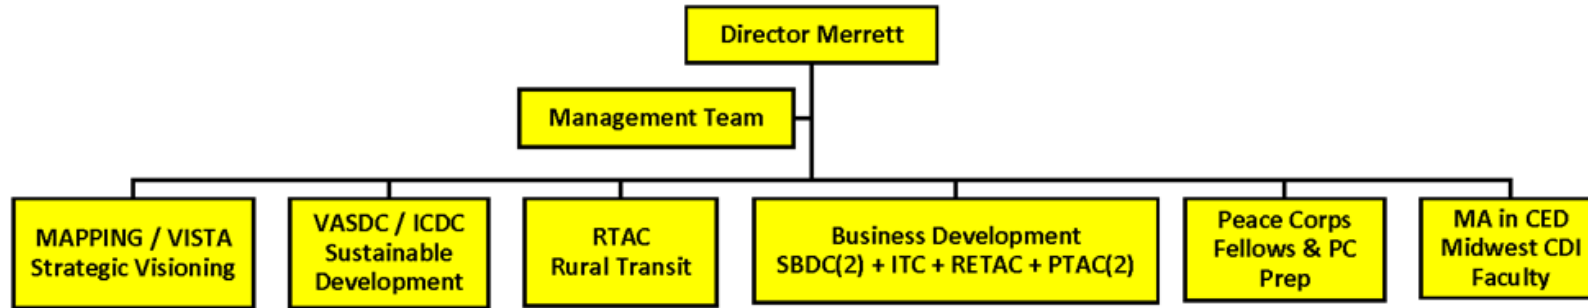 Director Merrett
Management Team
MAPPING / VISTA
Strategic Visioning
VASDC / ICDC
Sustainable
Development
RTAC
Rural Transit
Business Development
SBDC(2) + ITC + RETAC + PTAC(2)
Peace Corps
Fellows & PC
Prep
MA in CED
Midwest CDI
Faculty